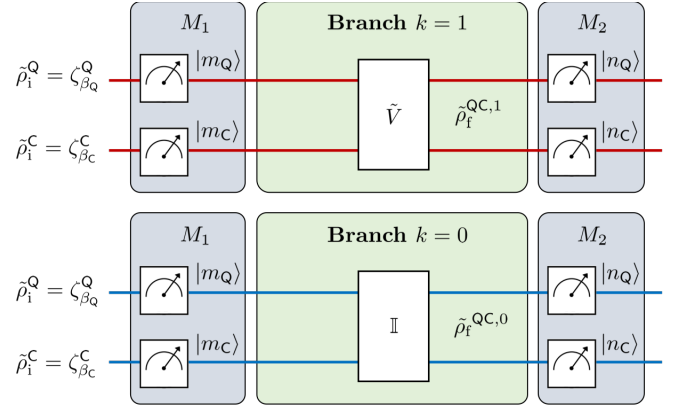 M₁ Branch k = 1 M₂
ρ̃ᵢ^Q = ζ^Q_{β_Q} |m_Q⟩ |n_Q⟩
Ṽ ρ̃_f^{QC,1}
ρ̃ᵢ^C = ζ^C_{β_C} |m_C⟩ |n_C⟩
M₁ Branch k = 0 M₂
ρ̃ᵢ^Q = ζ^Q_{β_Q} |m_Q⟩ |n_Q⟩
𝕀 ρ̃_f^{QC,0}
ρ̃ᵢ^C = ζ^C_{β_C} |m_C⟩ |n_C⟩